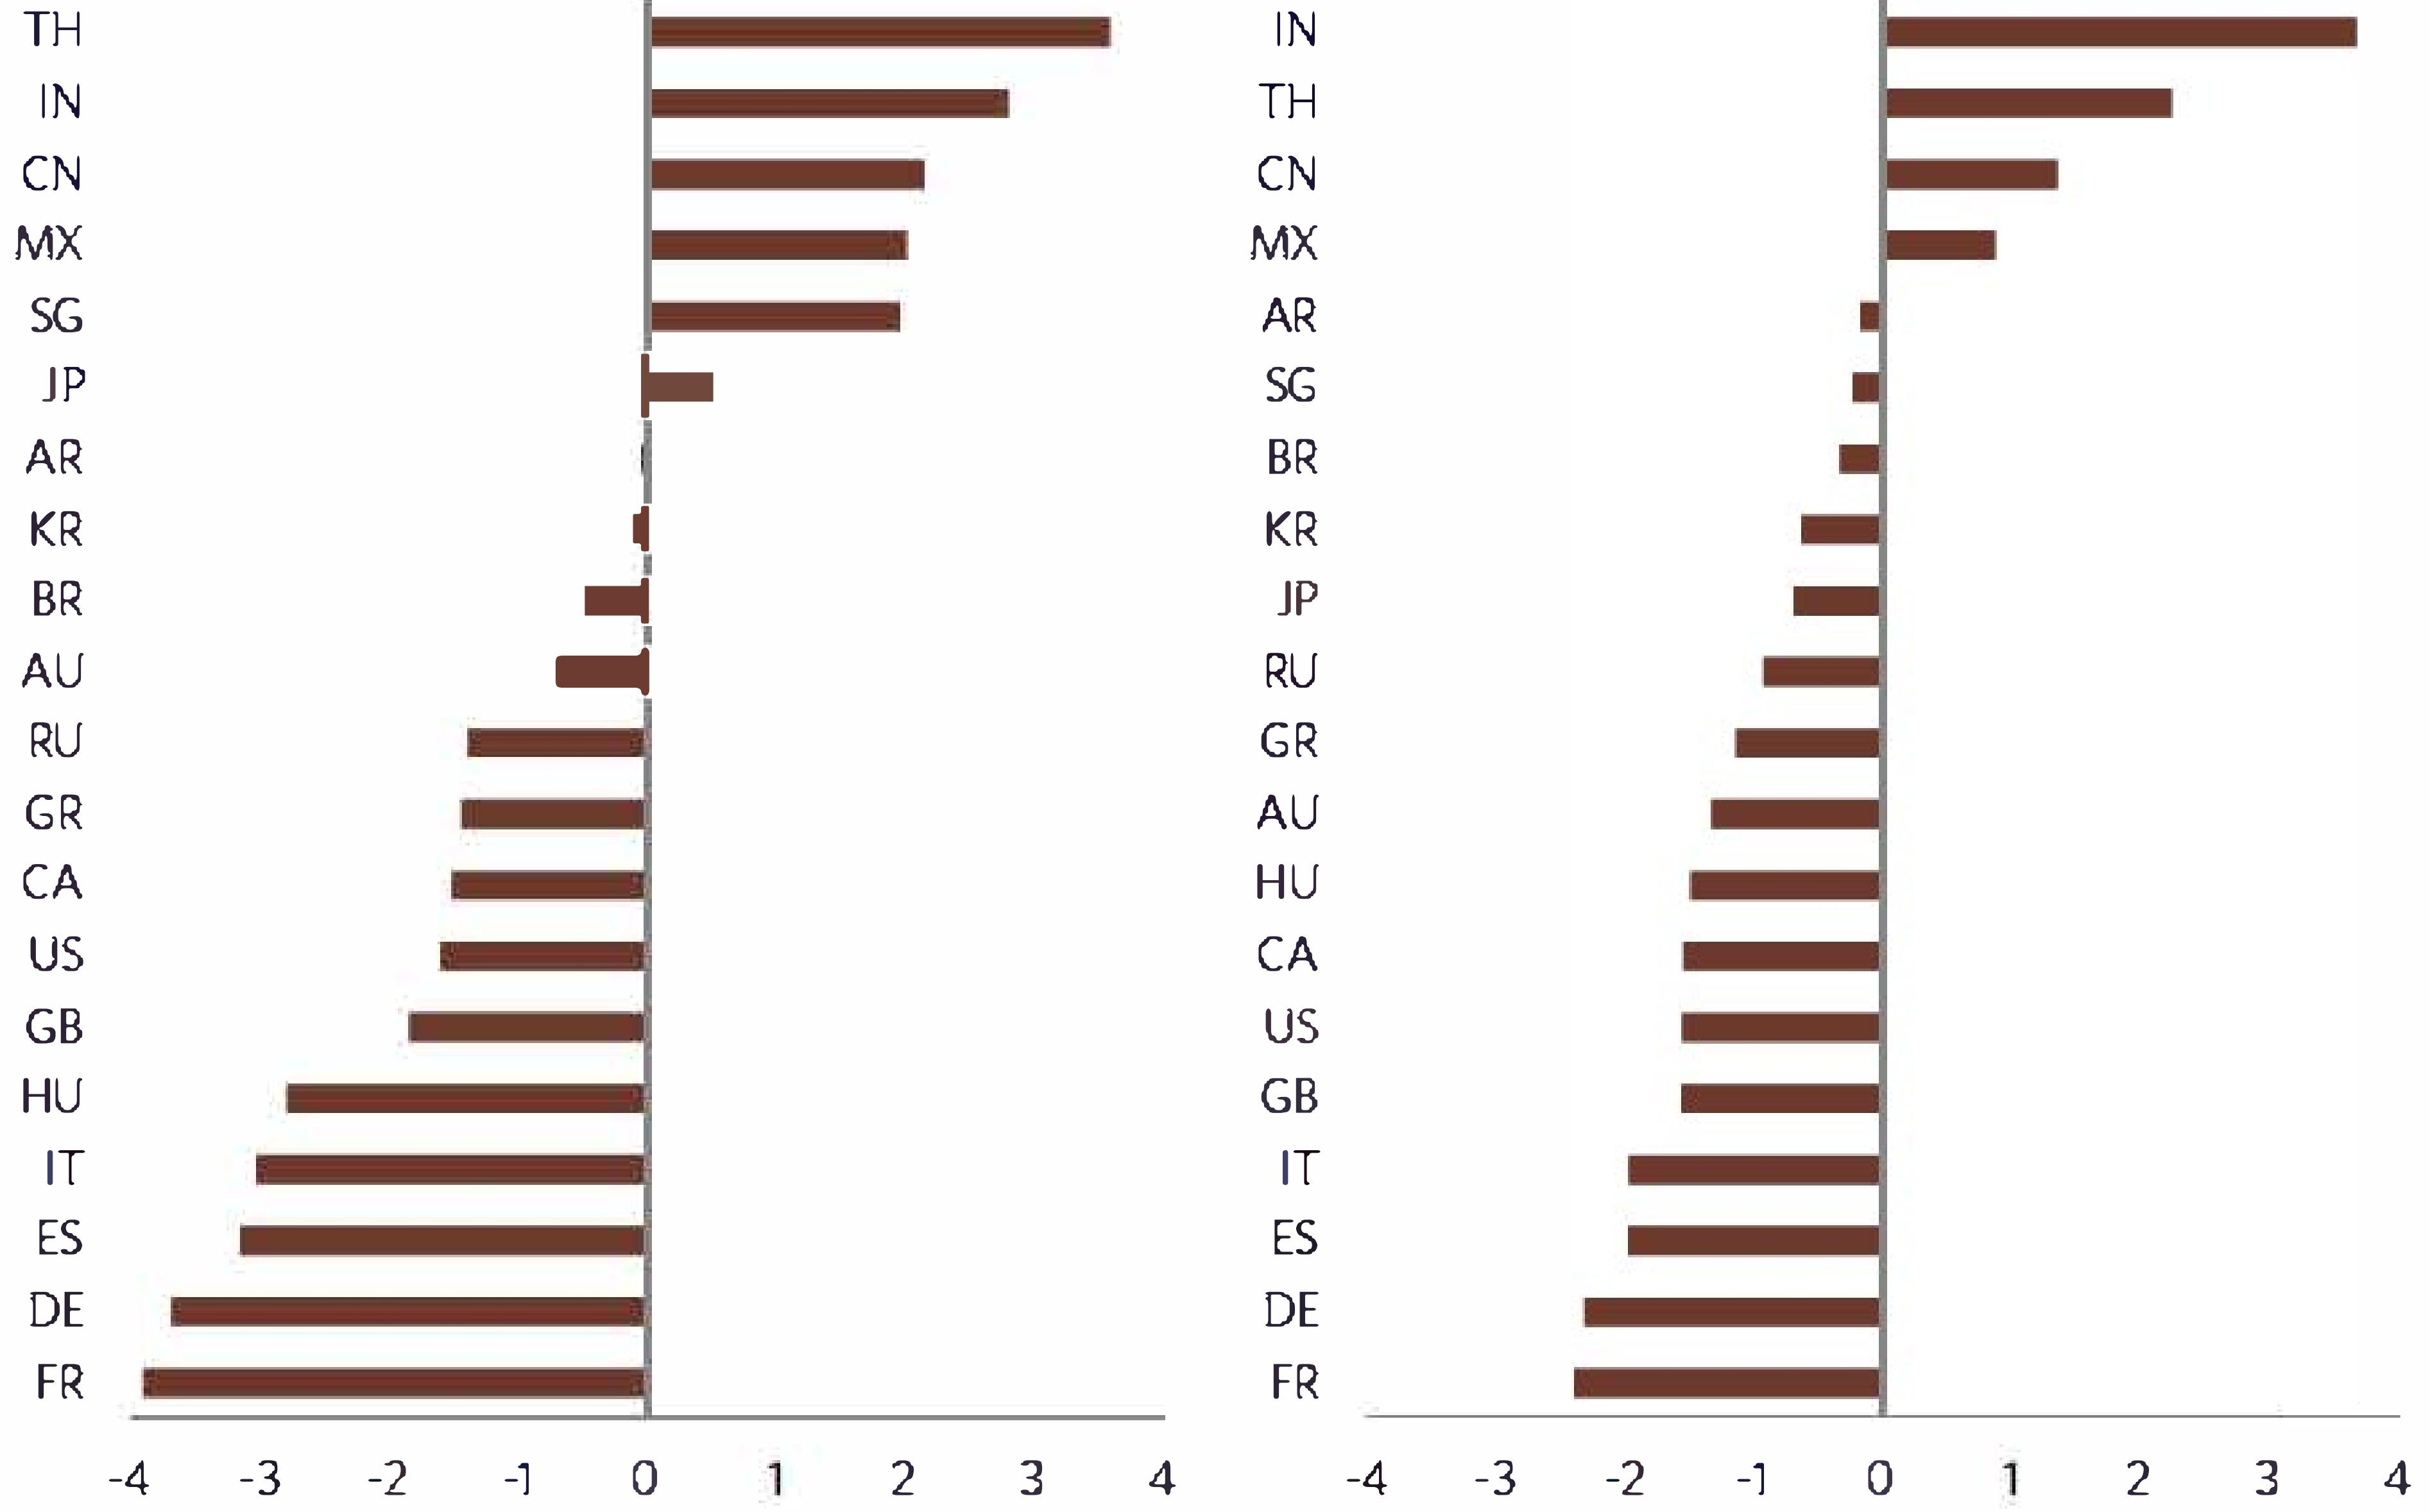 TH
IN
CN
MX
SG
JP
AR
KR
BR
AU
RU
GR
CA
US
GB
HU
IT
ES
DE
FR
-4 -3 -2 -1 0 1 2 3 4
IN
TH
CN
MX
AR
SG
BR
KR
JP
RU
GR
AU
HU
CA
US
GB
IT
ES
DE
FR
-4 -3 -2 -1 0 1 2 3 4